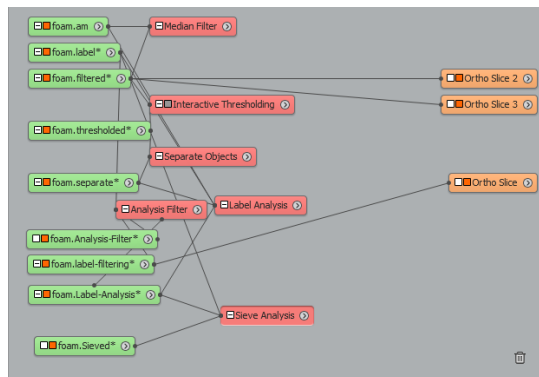 foam.am
Median Filter
foam.label*
foam.filtered*
Ortho Slice 2
Interactive Thresholding
Ortho Slice 3
foam.thresholded*
Separate Objects
foam.separate*
Ortho Slice
Analysis Filter
Label Analysis
foam.Analysis-Filter*
foam.label-filtering*
foam.Label-Analysis*
Sieve Analysis
foam.Sieved*